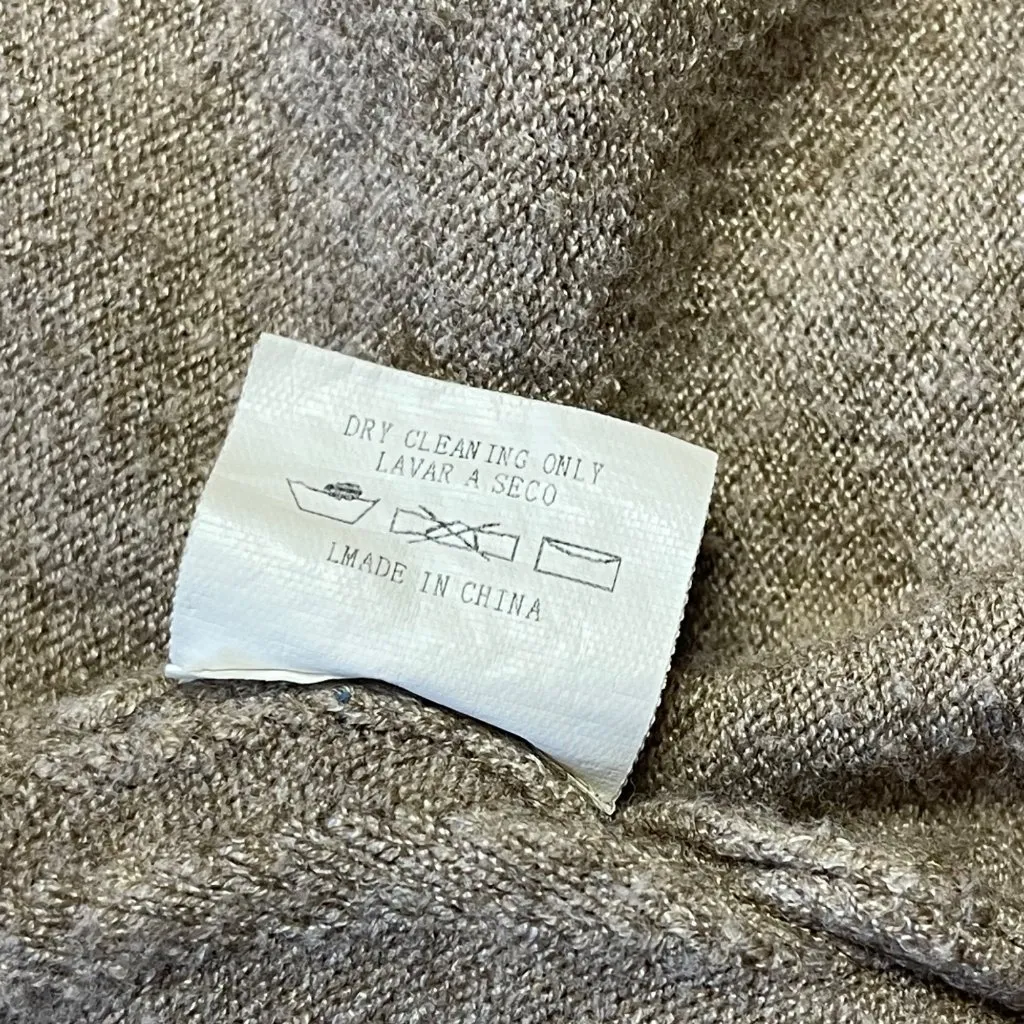 DRY CLEANING ONLY
LAVAR A SECO
LMADE IN CHINA